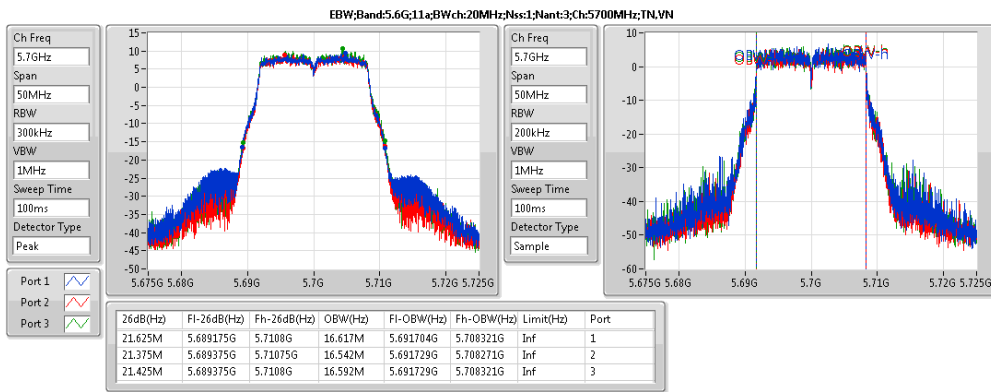 EBW;Band:5.6G;11a;BWch:20MHz;Nss:1;Nant:3;Ch:5700MHz;TN,VN
Ch Freq
5.7GHz
Span
50MHz
RBW
300kHz
VBW
1MHz
Sweep Time
100ms
Detector Type
Peak
15
10
5
0
-5
-10
-15
-20
-25
-30
-35
-40
-45
-50
5.675G 5.68G 5.69G 5.7G 5.71G 5.72G 5.725G
Ch Freq
5.7GHz
Span
50MHz
RBW
200kHz
VBW
1MHz
Sweep Time
100ms
Detector Type
Sample
10
0
-10
-20
-30
-40
-50
-60
5.675G 5.68G 5.69G 5.7G 5.71G 5.72G 5.725G
Port 1
Port 2
Port 3
26dB(Hz) Fl-26dB(Hz) Fh-26dB(Hz) OBW(Hz) Fl-OBW(Hz) Fh-OBW(Hz) Limit(Hz) Port
21.625M 5.689175G 5.7108G 16.617M 5.691704G 5.708321G Inf 1
21.375M 5.689375G 5.71075G 16.542M 5.691729G 5.708271G Inf 2
21.425M 5.689375G 5.7108G 16.592M 5.691729G 5.708321G Inf 3